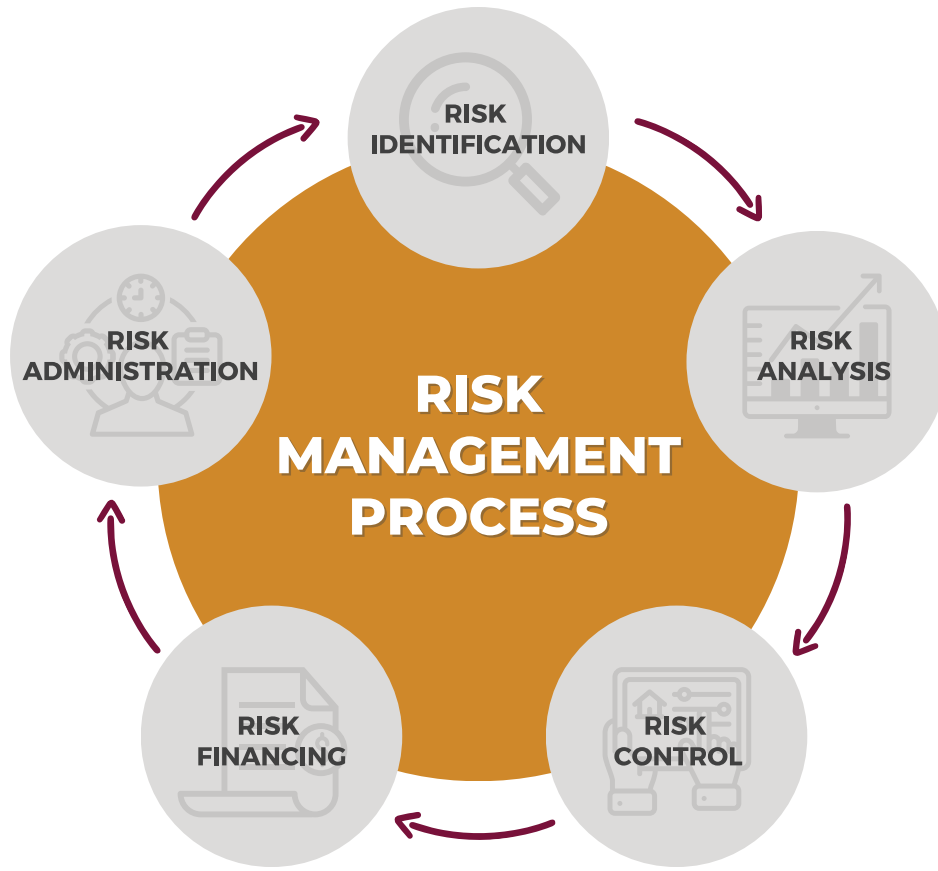 RISK
IDENTIFICATION
RISK
ADMINISTRATION
RISK
ANALYSIS
RISK
MANAGEMENT
PROCESS
RISK
FINANCING
RISK
CONTROL